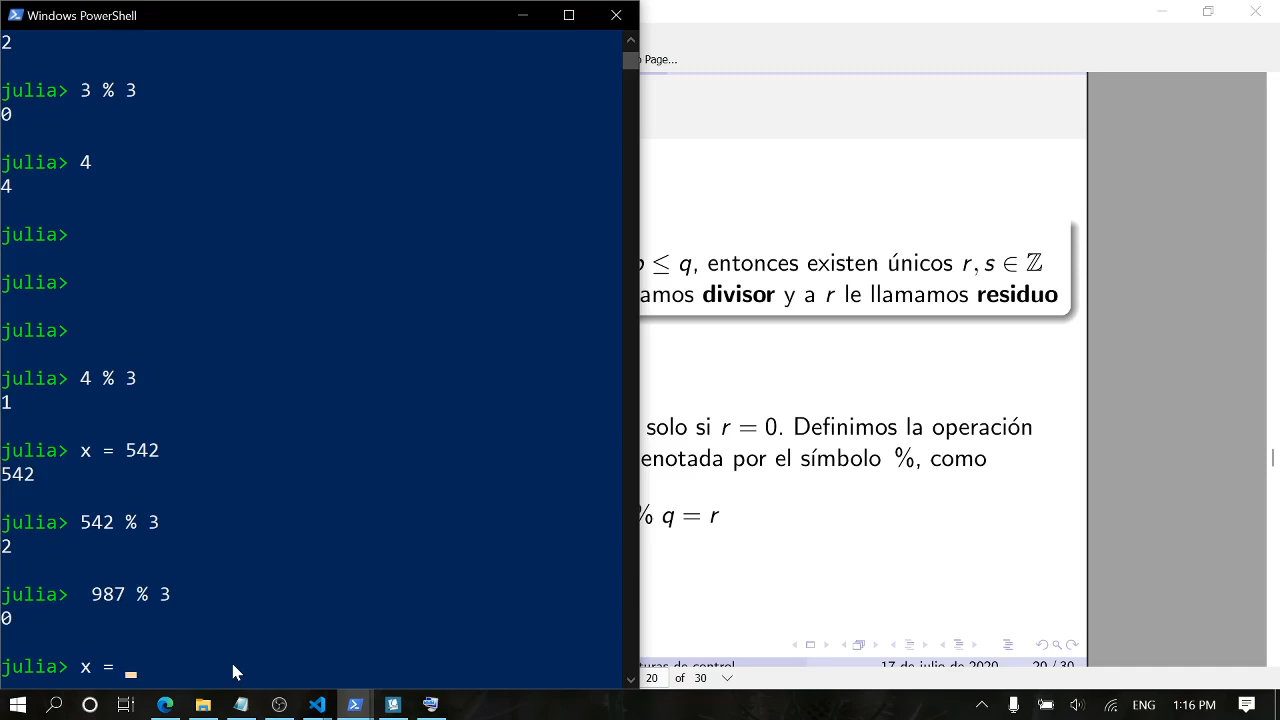 Windows PowerShell
2
julia> 3 % 3
0
julia> 4
4
julia>
julia>
julia>
julia> 4 % 3
1
julia> x = 542
542
julia> 542 % 3
2
julia>  987 % 3
0
julia> x = _
Page...
≤ q, entonces existen únicos r, s ∈ ℤ
amos divisor y a r le llamamos residuo
solo si r = 0. Definimos la operación
enotada por el símbolo %, como
% q = r
turas de control
17 de julio de 2020
20 / 30
20 of 30
ENG
1:16 PM